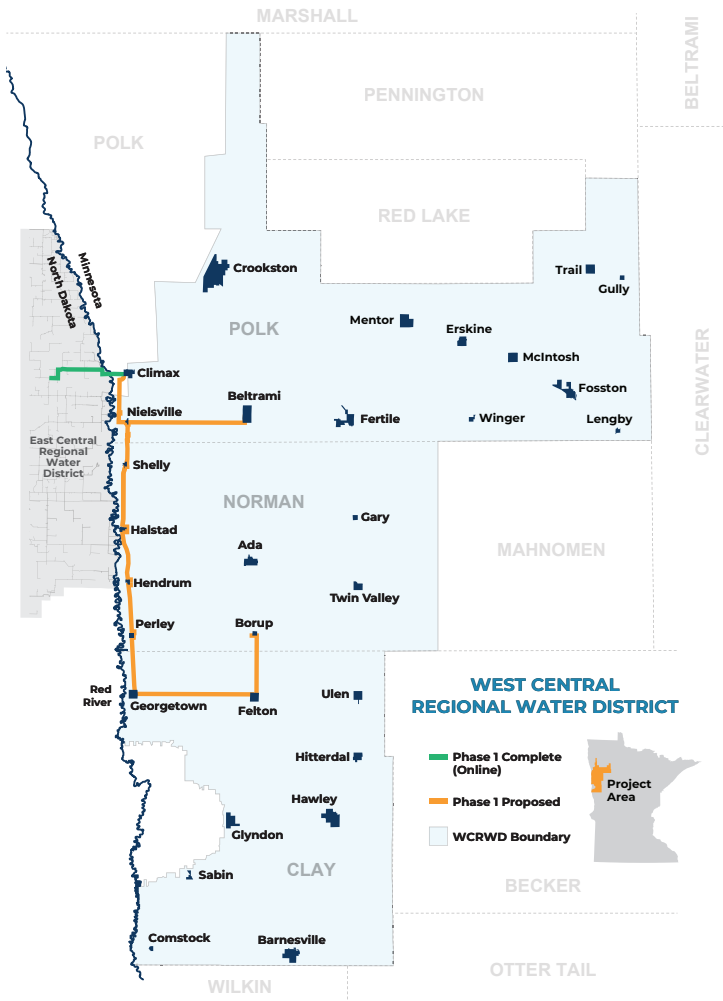 MARSHALL
BELTRAMI
PENNINGTON
POLK
RED LAKE
Minnesota
North Dakota
Crookston
Trail
Gully
Mentor
Erskine
POLK
McIntosh
CLEARWATER
Climax
Fosston
Beltrami
Nielsville
Fertile
Winger
Lengby
East Central
Regional
Water
District
Shelly
NORMAN
Gary
Halstad
Ada
MAHNOMEN
Hendrum
Twin Valley
Perley
Borup
Red
River
Georgetown
Felton
Ulen
WEST CENTRAL
REGIONAL WATER DISTRICT
Hitterdal
Phase 1 Complete
(Online)
Phase 1 Proposed
WCRWD Boundary
Project
Area
Hawley
Glyndon
CLAY
Sabin
BECKER
Comstock
Barnesville
OTTER TAIL
WILKIN